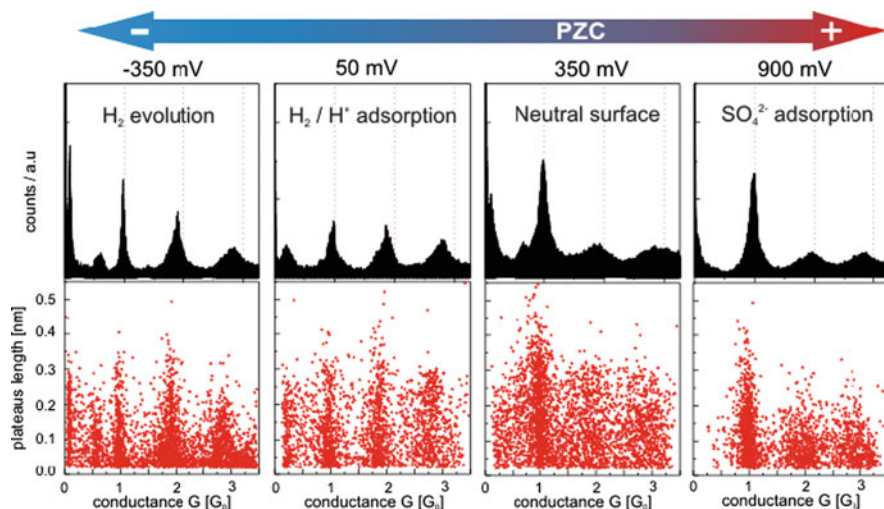 − PZC +
-350 mV 50 mV 350 mV 900 mV
H₂ evolution H₂ / H⁺ adsorption Neutral surface SO₄²⁻ adsorption
counts / a.u
plateaus length [nm]
0.5
0.4
0.3
0.2
0.1
0.0
0 1 2 3 0 1 2 3 0 1 2 3 0 1 2 3
conductance G [G₀] conductance G [G₀] conductance G [G₀] conductance G [G₀]